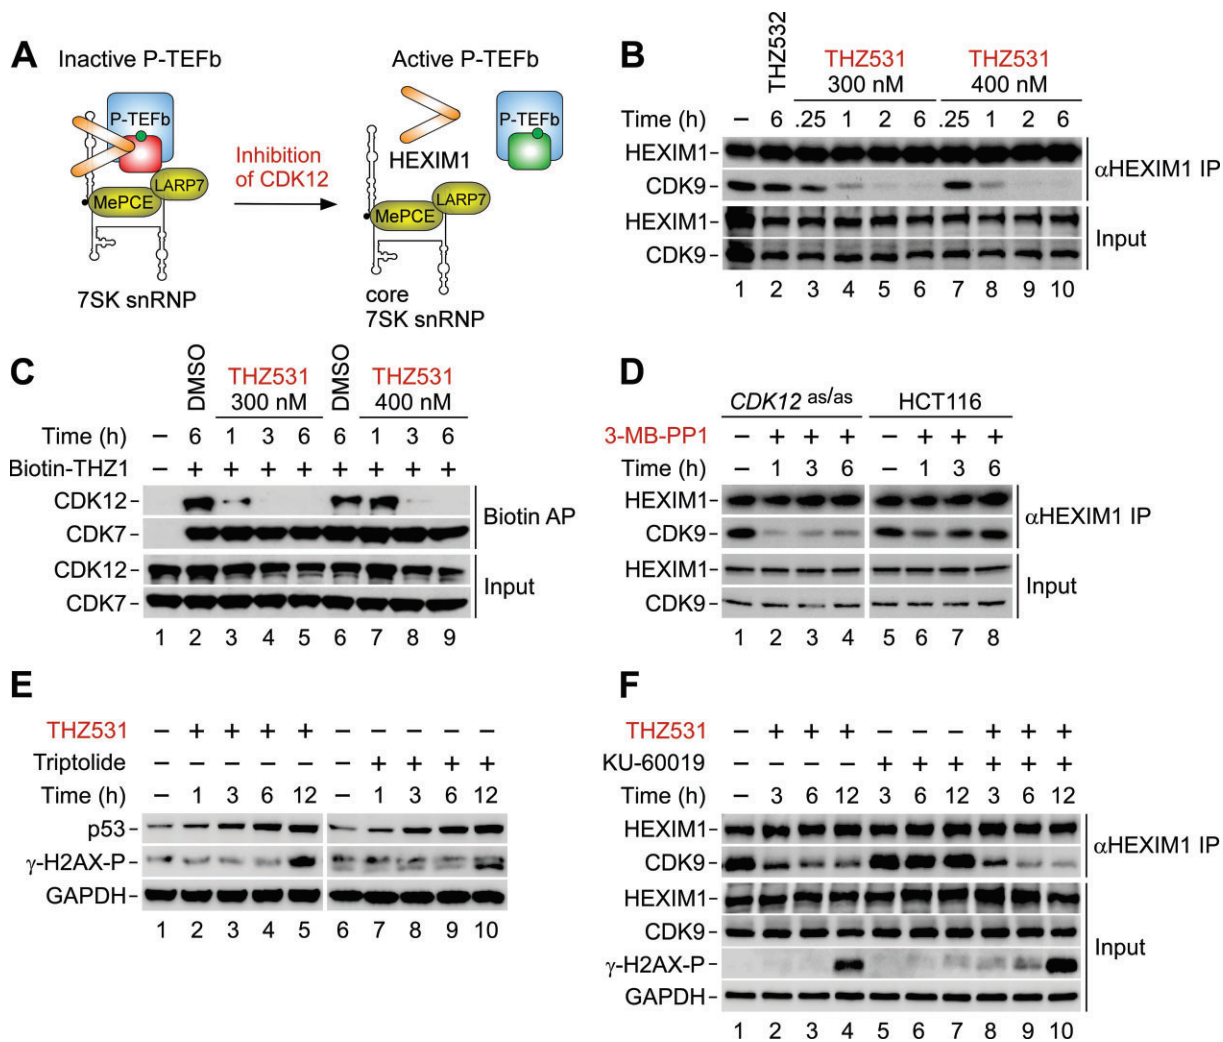 A
Inactive P-TEFb
Active P-TEFb
P-TEFb
P-TEFb
HEXIM1
Inhibition
of CDK12
LARP7
MePCE
LARP7
MePCE
7SK snRNP
core
7SK snRNP
B
THZ532
THZ531
300 nM
THZ531
400 nM
Time (h) – 6 .25 1 2 6 .25 1 2 6
HEXIM1
CDK9
αHEXIM1 IP
HEXIM1
CDK9
Input
1 2 3 4 5 6 7 8 9 10
C
DMSO
THZ531
300 nM
DMSO
THZ531
400 nM
Time (h) – 6 1 3 6 6 1 3 6
Biotin-THZ1 – + + + + + + + +
CDK12
CDK7
Biotin AP
CDK12
CDK7
Input
1 2 3 4 5 6 7 8 9
D
CDK12 as/as
HCT116
3-MB-PP1 – + + + – + + +
Time (h) – 1 3 6 – 1 3 6
HEXIM1
CDK9
αHEXIM1 IP
HEXIM1
CDK9
Input
1 2 3 4 5 6 7 8
E
THZ531 – + + + + – – – – –
Triptolide – – – – – – + + + +
Time (h) – 1 3 6 12 – 1 3 6 12
p53
γ-H2AX-P
GAPDH
1 2 3 4 5 6 7 8 9 10
F
THZ531 – + + + – – – + + +
KU-60019 – – – – + + + + + +
Time (h) – 3 6 12 3 6 12 3 6 12
HEXIM1
CDK9
αHEXIM1 IP
HEXIM1
CDK9
γ-H2AX-P
GAPDH
Input
1 2 3 4 5 6 7 8 9 10